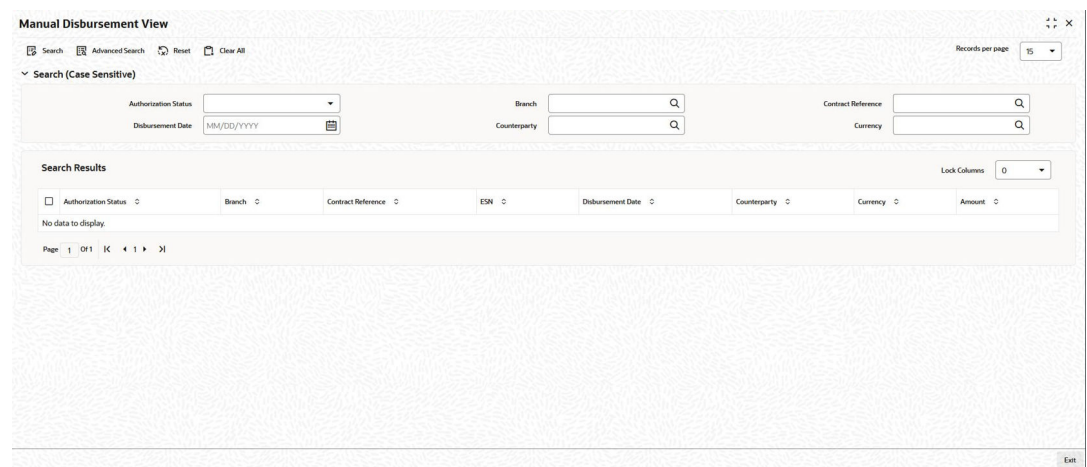 Manual Disbursement View
Search Advanced Search Reset Clear All Records per page 15
Search (Case Sensitive)
Authorization Status Branch Contract Reference
Disbursement Date MM/DD/YYYY Counterparty Currency
Search Results Lock Columns 0
Authorization Status Branch Contract Reference ESN Disbursement Date Counterparty Currency Amount
No data to display.
Page 1 Of 1 1
Exit